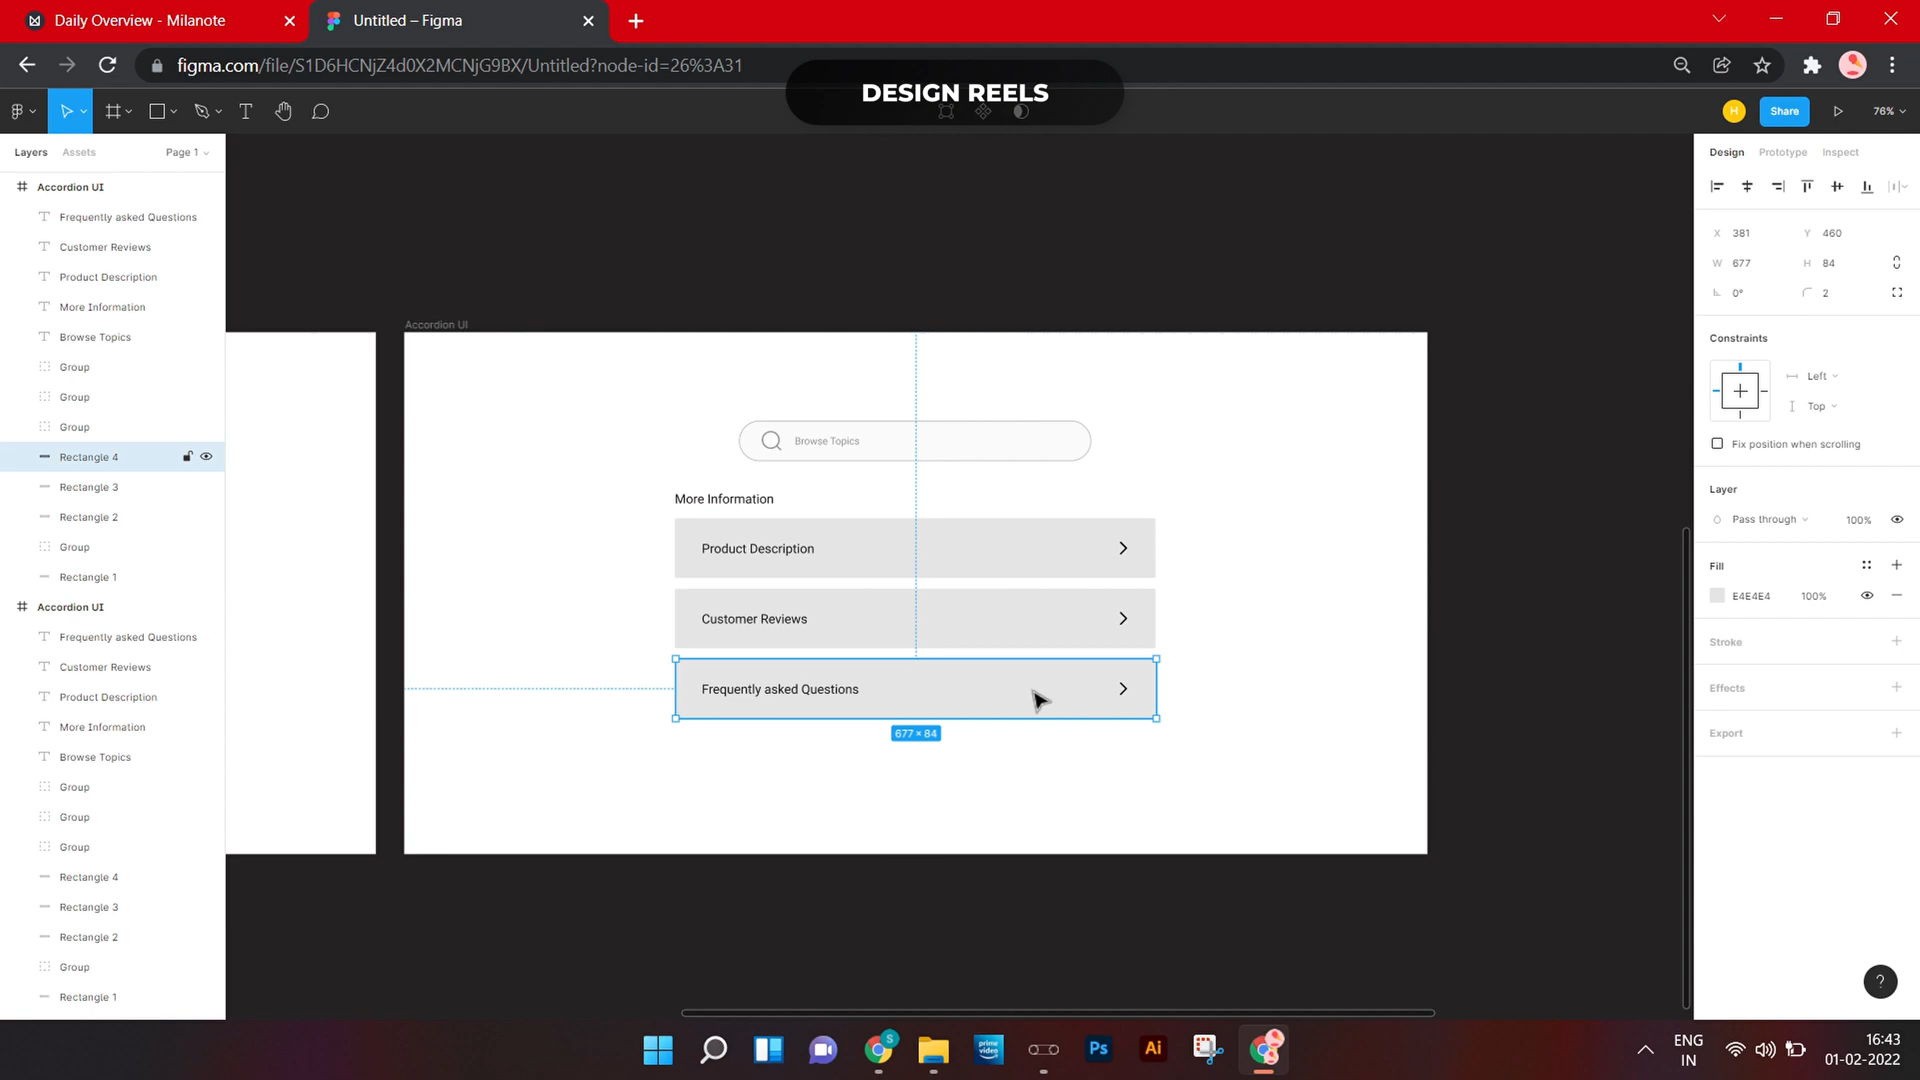 Daily Overview - Milanote
Untitled – Figma
figma.com/file/S1D6HCNjZ4d0X2MCNjG9BX/Untitled?node-id=26%3A31
DESIGN REELS
H
Share
76%
Layers
Assets
Page 1
Accordion UI
Frequently asked Questions
Customer Reviews
Product Description
More Information
Browse Topics
Group
Group
Group
Rectangle 4
Rectangle 3
Rectangle 2
Group
Rectangle 1
Accordion UI
Frequently asked Questions
Customer Reviews
Product Description
More Information
Browse Topics
Group
Group
Group
Rectangle 4
Rectangle 3
Rectangle 2
Group
Rectangle 1
Accordion UI
Browse Topics
More Information
Product Description
Customer Reviews
Frequently asked Questions
677 × 84
Design
Prototype
Inspect
X 381
Y 460
W 677
H 84
0°
2
Constraints
Left
Top
Fix position when scrolling
Layer
Pass through
100%
Fill
E4E4E4
100%
Stroke
Effects
Export
?
S
prime video
Ps
Ai
ENG
IN
16:43
01-02-2022